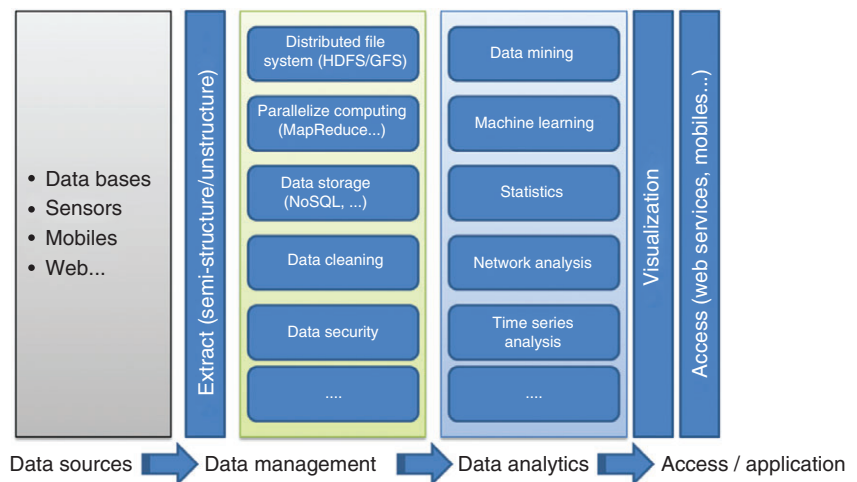 • Data bases
• Sensors
• Mobiles
• Web...
Extract (semi-structure/unstructure)
Distributed file
system (HDFS/GFS)
Parallelize computing
(MapReduce...)
Data storage
(NoSQL, ...)
Data cleaning
Data security
....
Data mining
Machine learning
Statistics
Network analysis
Time series
analysis
....
Visualization
Access (web services, mobiles...)
Data sources
Data management
Data analytics
Access / application